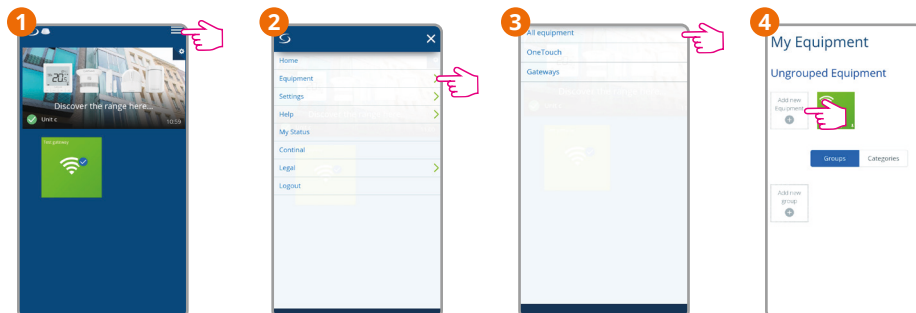 1
20.
Discover the range here...
Unit c
10:59
Test gateway
2
Home
Equipment
Settings
Help
My Status
Continal
Legal
Logout
3
All equipment
OneTouch
Gateways
4
My Equipment
Ungrouped Equipment
Add new
Equipment
Groups
Categories
Add new
group